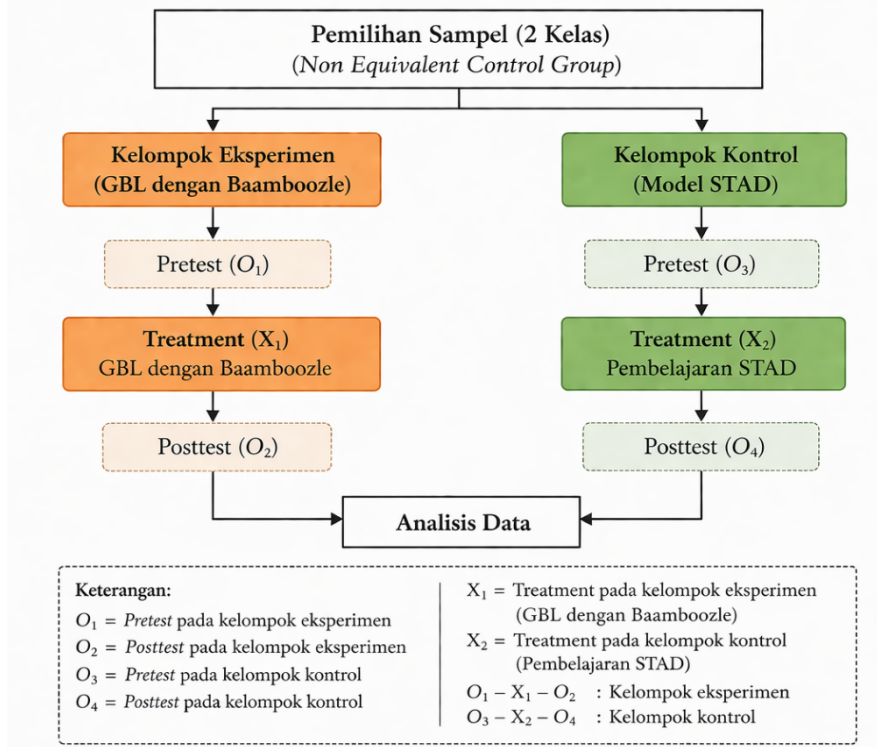 Pemilihan Sampel (2 Kelas)
(Non Equivalent Control Group)
Kelompok Eksperimen
(GBL dengan Baamboozle)
Kelompok Kontrol
(Model STAD)
Pretest (O₁)
Pretest (O₃)
Treatment (X₁)
GBL dengan Baamboozle
Treatment (X₂)
Pembelajaran STAD
Posttest (O₂)
Posttest (O₄)
Analisis Data
Keterangan:
O₁ = Pretest pada kelompok eksperimen
O₂ = Posttest pada kelompok eksperimen
O₃ = Pretest pada kelompok kontrol
O₄ = Posttest pada kelompok kontrol
X₁ = Treatment pada kelompok eksperimen
(GBL dengan Baamboozle)
X₂ = Treatment pada kelompok kontrol
(Pembelajaran STAD)
O₁ – X₁ – O₂ : Kelompok eksperimen
O₃ – X₂ – O₄ : Kelompok kontrol